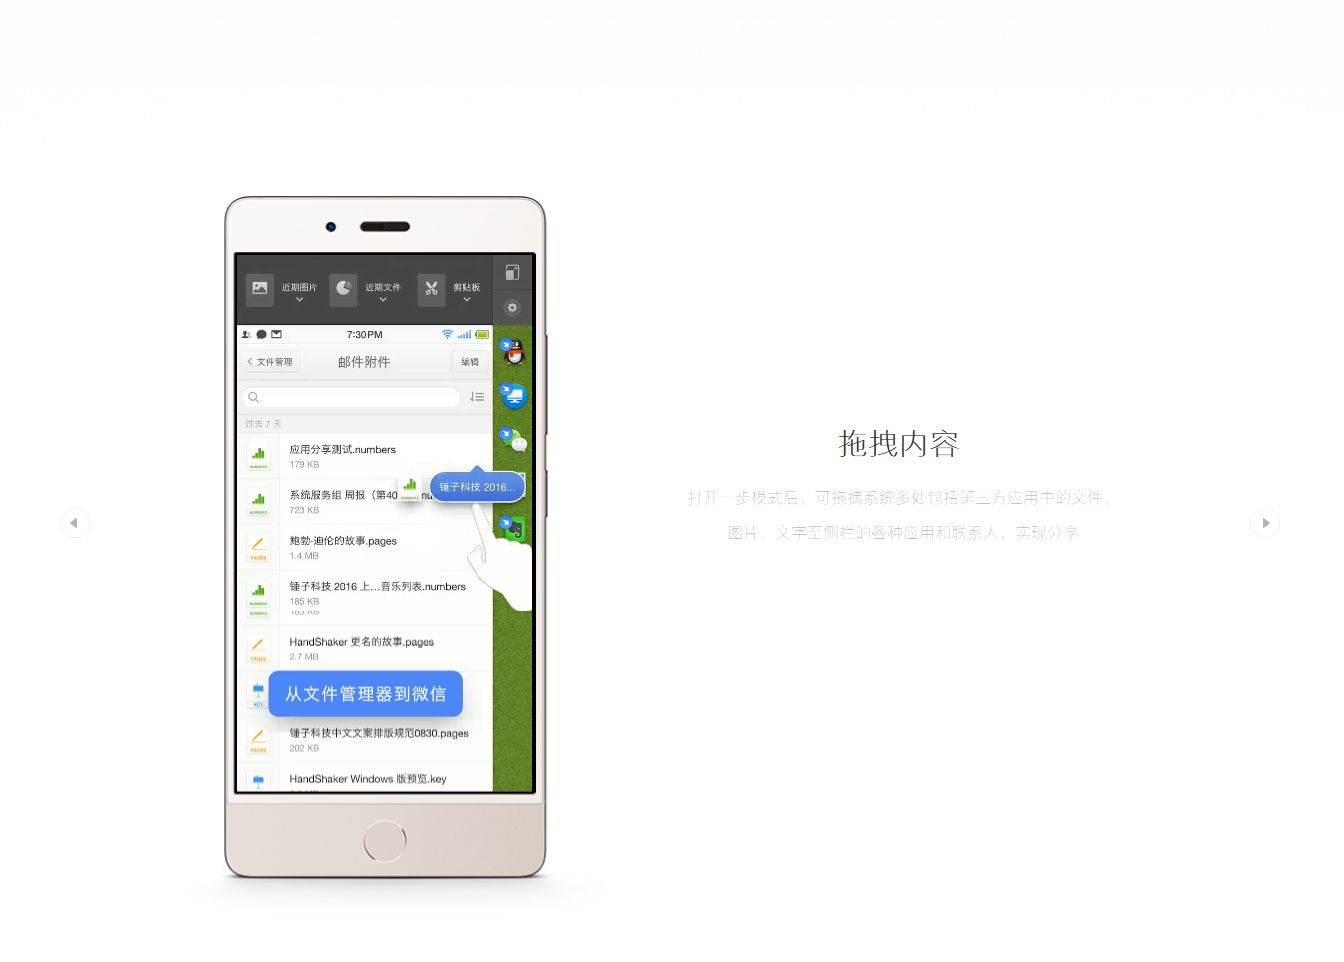 近期图片
近期文件
剪贴板
7:30PM
文件管理
邮件附件
编辑
过去 7 天
应用分享测试.numbers
179 KB
系统服务组 周报（第40
723 KB
锤子科技 2016...
鲍勃·迪伦的故事.pages
1.4 MB
锤子科技 2016 上...音乐列表.numbers
185 KB
HandShaker 更名的故事.pages
2.7 MB
从文件管理器到微信
锤子科技中文文案排版规范0830.pages
202 KB
HandShaker Windows 版预览.key
拖拽内容
打开一步模式后，可拖拽系统多处包括第三方应用中的文件、
图片、文字至侧栏的各种应用和联系人，实现分享